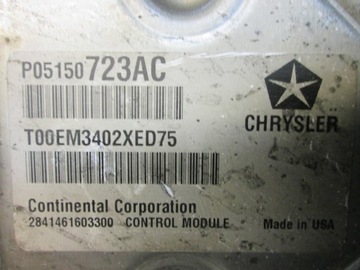 P05150723AC
CHRYSLER
T00EM3402XED75
Continental Corporation
2841461603300 CONTROL MODULE Made in USA